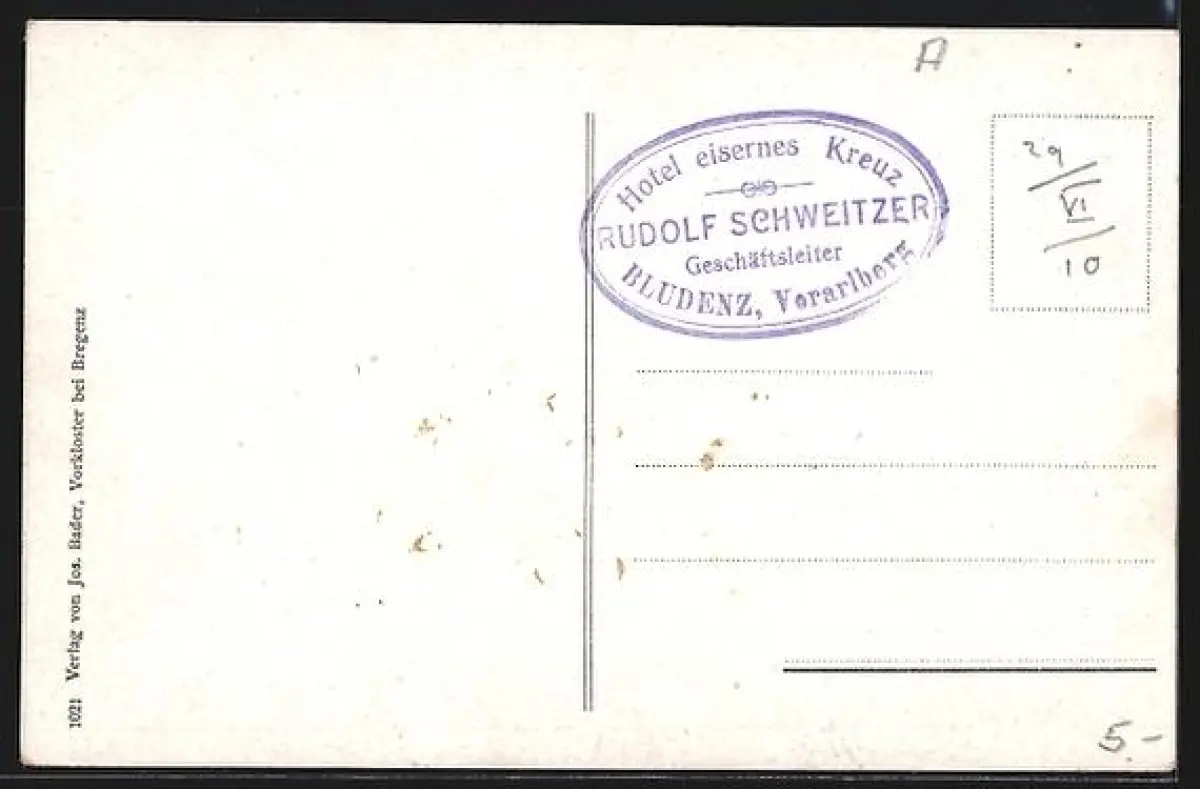 A
Hotel eisernes Kreuz
RUDOLF SCHWEITZER
Geschäftsleiter
BLUDENZ, Vorarlberg
29/VI/10
1021 Verlag von Jos. Bader, Vorkloster bei Bregenz
5-